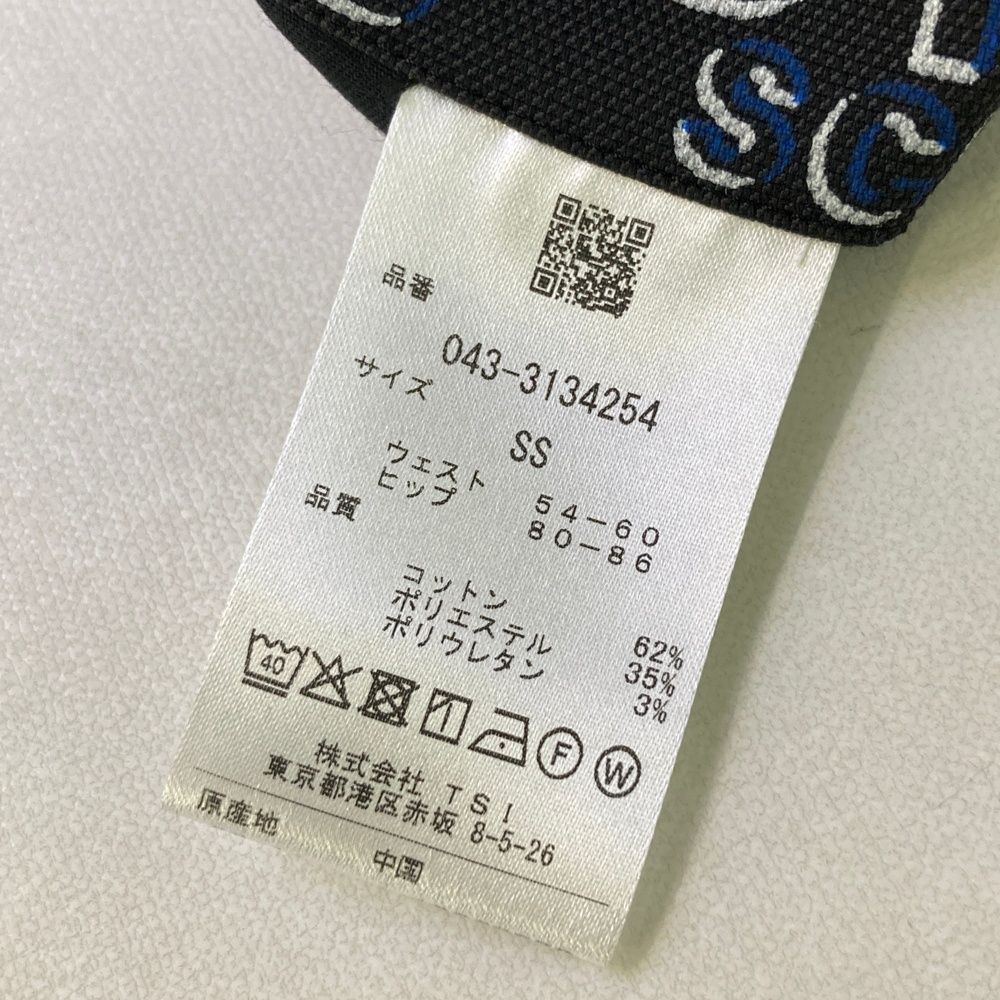 SG
品番
043-3134254
サイズ
SS
ウェスト 54-60
ヒップ 80-86
品質
コットン 62%
ポリエステル 35%
ポリウレタン 3%
40
F
W
株式会社 TSI
東京都港区赤坂 8-5-26
原産地
中国